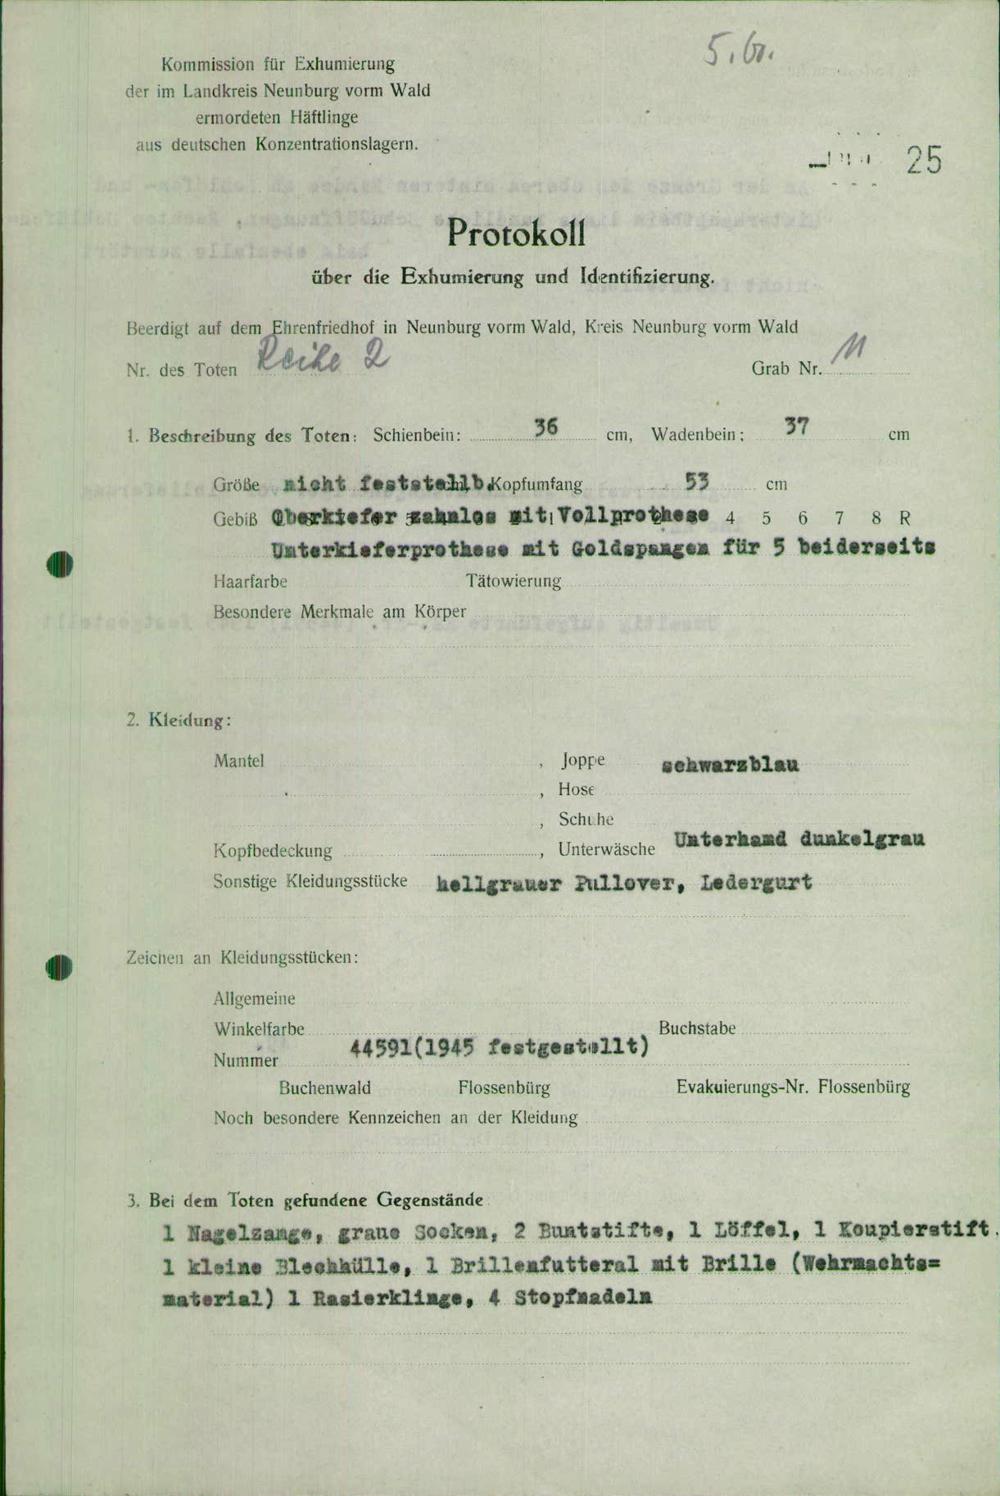 5. Gr.
Kommission für Exhumierung
der im Landkreis Neunburg vorm Wald
ermordeten Häftlinge
aus deutschen Konzentrationslagern.
25
Protokoll
über die Exhumierung und Identifizierung.
Beerdigt auf dem Ehrenfriedhof in Neunburg vorm Wald, Kreis Neunburg vorm Wald
Nr. des Toten Reihe 2 Grab Nr. 11
1. Beschreibung des Toten: Schienbein: 36 cm, Wadenbein: 37 cm
Größe nicht feststellb. Kopfumfang 53 cm
Gebiß Oberkiefer zahnlos mit Vollprothese 4 5 6 7 8 R
Unterkieferprothese mit Goldspangen für 5 beiderseits
Haarfarbe Tätowierung
Besondere Merkmale am Körper
2. Kleidung:
Mantel , Joppe schwarzblau
, Hose
, Schuhe
Kopfbedeckung , Unterwäsche Unterhemd dunkelgrau
Sonstige Kleidungsstücke hellgrauer Pullover, Ledergurt
Zeichen an Kleidungsstücken:
Allgemeine
Winkelfarbe Buchstabe
Nummer 44591(1945 festgestellt)
Buchenwald Flossenbürg Evakuierungs-Nr. Flossenbürg
Noch besondere Kennzeichen an der Kleidung
3. Bei dem Toten gefundene Gegenstände
1 Nagelzange, graue Socken, 2 Buntstifte, 1 Löffel, 1 Koupierstift.
1 kleine Blechhülle, 1 Brillenfutteral mit Brille (Wehrmachts=
material) 1 Rasierklinge, 4 Stopfnadeln